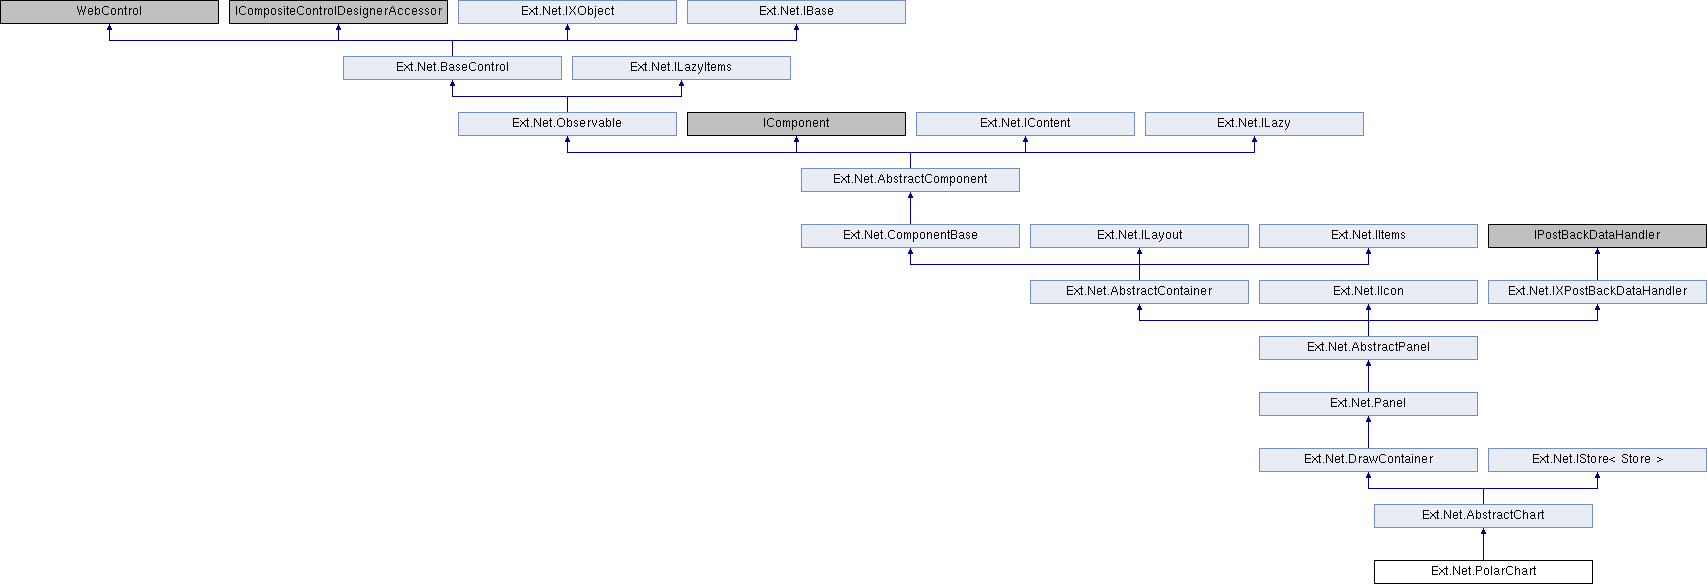 WebControl
ICompositeControlDesignerAccessor
Ext.Net.IXObject
Ext.Net.IBase
Ext.Net.BaseControl
Ext.Net.ILazyItems
Ext.Net.Observable
IComponent
Ext.Net.IContent
Ext.Net.ILazy
Ext.Net.AbstractComponent
Ext.Net.ComponentBase
Ext.Net.ILayout
Ext.Net.IItems
IPostBackDataHandler
Ext.Net.AbstractContainer
Ext.Net.IIcon
Ext.Net.IXPostBackDataHandler
Ext.Net.AbstractPanel
Ext.Net.Panel
Ext.Net.DrawContainer
Ext.Net.IStore< Store >
Ext.Net.AbstractChart
Ext.Net.PolarChart